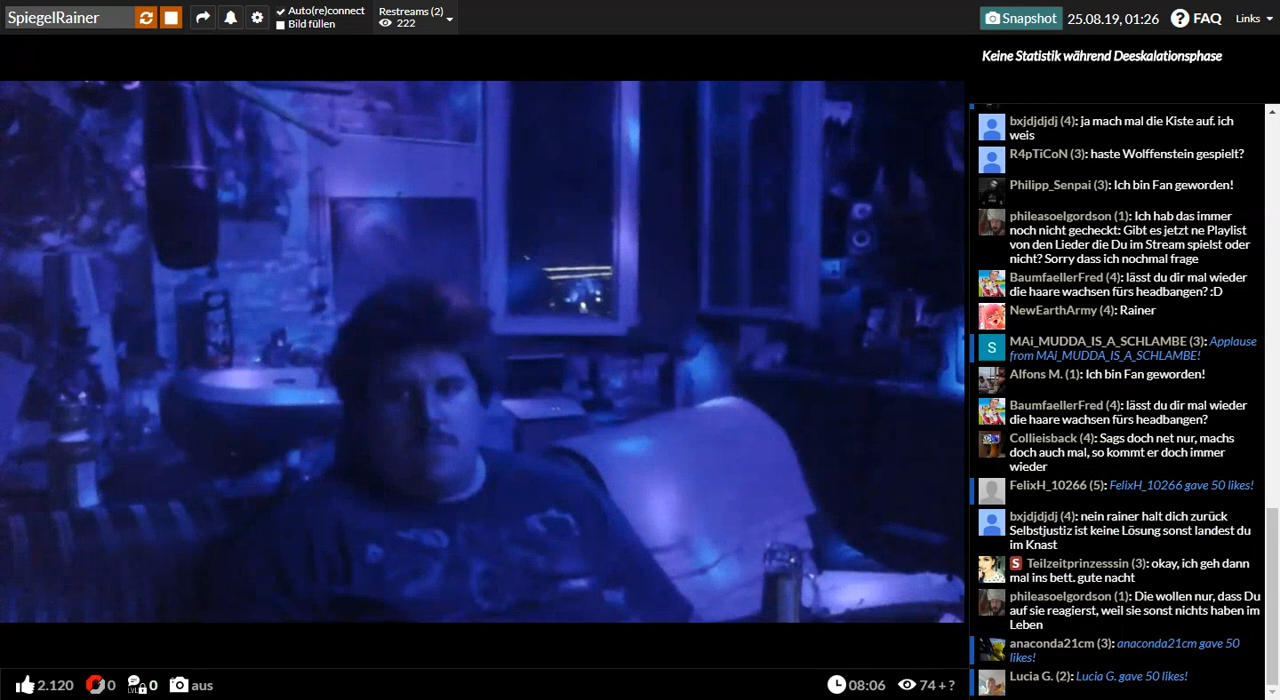 SpiegelRainer
Auto(re)connect
Bild füllen
Restreams (2)
222
Snapshot
25.08.19, 01:26
FAQ
Links
Keine Statistik während Deeskalationsphase
bxjdjdjdj (4): ja mach mal die Kiste auf. ich
weis
R4pTiCoN (3): haste Wolffenstein gespielt?
Philipp_Senpai (3): Ich bin Fan geworden!
phileasoelgordson (1): Ich hab das immer
noch nicht gecheckt: Gibt es jetzt ne Playlist
von den Lieder die Du im Stream spielst oder
nicht? Sorry dass ich nochmal frage
BaumfaellerFred (4): lässt du dir mal wieder
die haare wachsen fürs headbangen? :D
NewEarthArmy (4): Rainer
S
MAi_MUDDA_IS_A_SCHLAMBE (3): Applause
from MAi_MUDDA_IS_A_SCHLAMBE!
Alfons M. (1): Ich bin Fan geworden!
BaumfaellerFred (4): lässt du dir mal wieder
die haare wachsen fürs headbangen?
Collieisback (4): Sags doch net nur, machs
doch auch mal, so kommt er doch immer
wieder
FelixH_10266 (5): FelixH_10266 gave 50 likes!
bxjdjdjdj (4): nein rainer halt dich zurück
Selbstjustiz ist keine Lösung sonst landest du
im Knast
S Teilzeitprinzesssin (3): okay, ich geh dann
mal ins bett. gute nacht
phileasoelgordson (1): Die wollen nur, dass Du
auf sie reagierst, weil sie sonst nichts haben im
Leben
anaconda21cm (3): anaconda21cm gave 50
likes!
Lucia G. (2): Lucia G. gave 50 likes!
2.120
0
LVL
0
aus
08:06
74 + ?